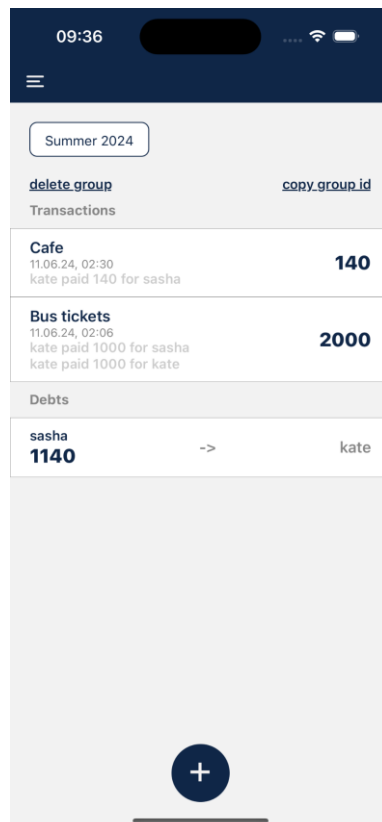 09:36
Summer 2024
delete group
copy group id
Transactions
Cafe
11.06.24, 02:30
kate paid 140 for sasha
140
Bus tickets
11.06.24, 02:06
kate paid 1000 for sasha
kate paid 1000 for kate
2000
Debts
sasha
1140
->
kate
+